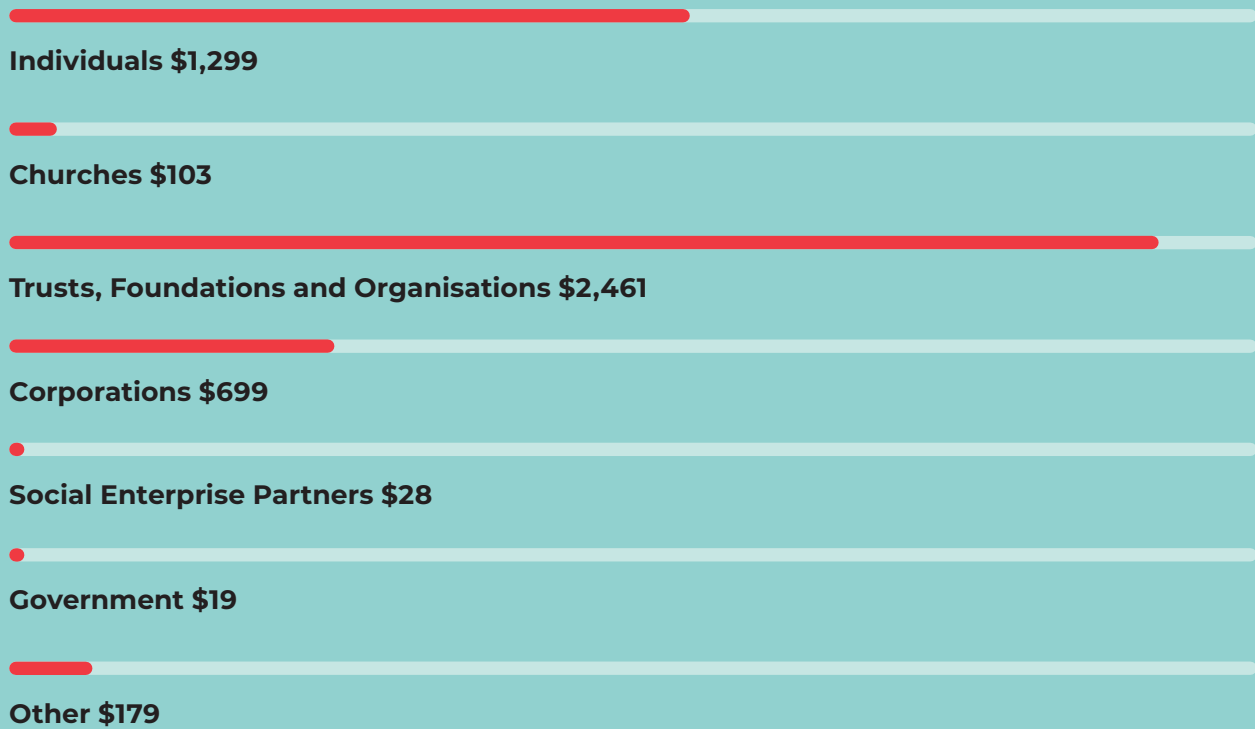 Individuals $1,299
Churches $103
Trusts, Foundations and Organisations $2,461
Corporations $699
Social Enterprise Partners $28
Government $19
Other $179